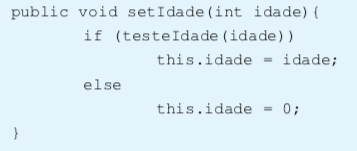 public void setIdade(int idade){
if (testeIdade(idade))
this.idade = idade;
else
this.idade = 0;
}